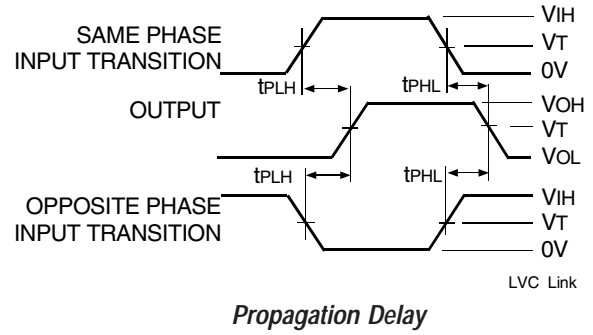 VIH
SAME PHASE
INPUT TRANSITION
VT
0V
tPLH
tPHL
OUTPUT
VOH
VT
VOL
tPLH
tPHL
VIH
OPPOSITE PHASE
INPUT TRANSITION
VT
0V
LVC Link
Propagation Delay